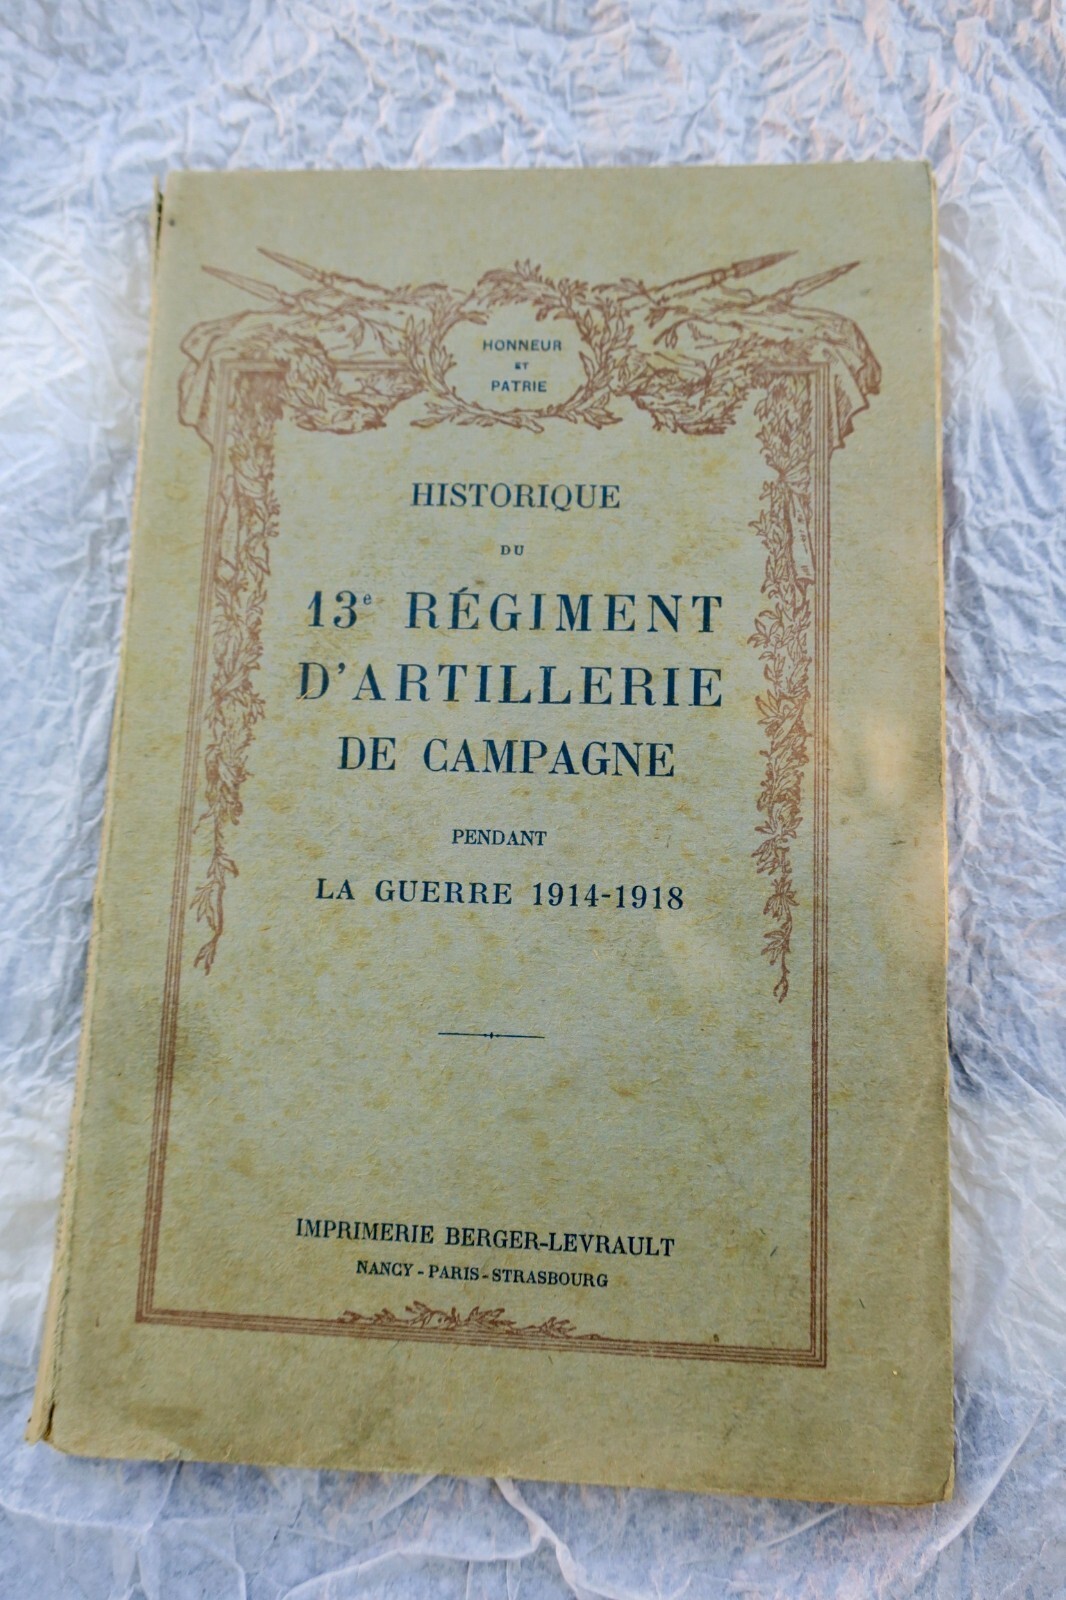 HONNEUR
ET
PATRIE
HISTORIQUE
DU
13e RÉGIMENT
D'ARTILLERIE
DE CAMPAGNE
PENDANT
LA GUERRE 1914-1918
IMPRIMERIE BERGER-LEVRAULT
NANCY-PARIS-STRASBOURG